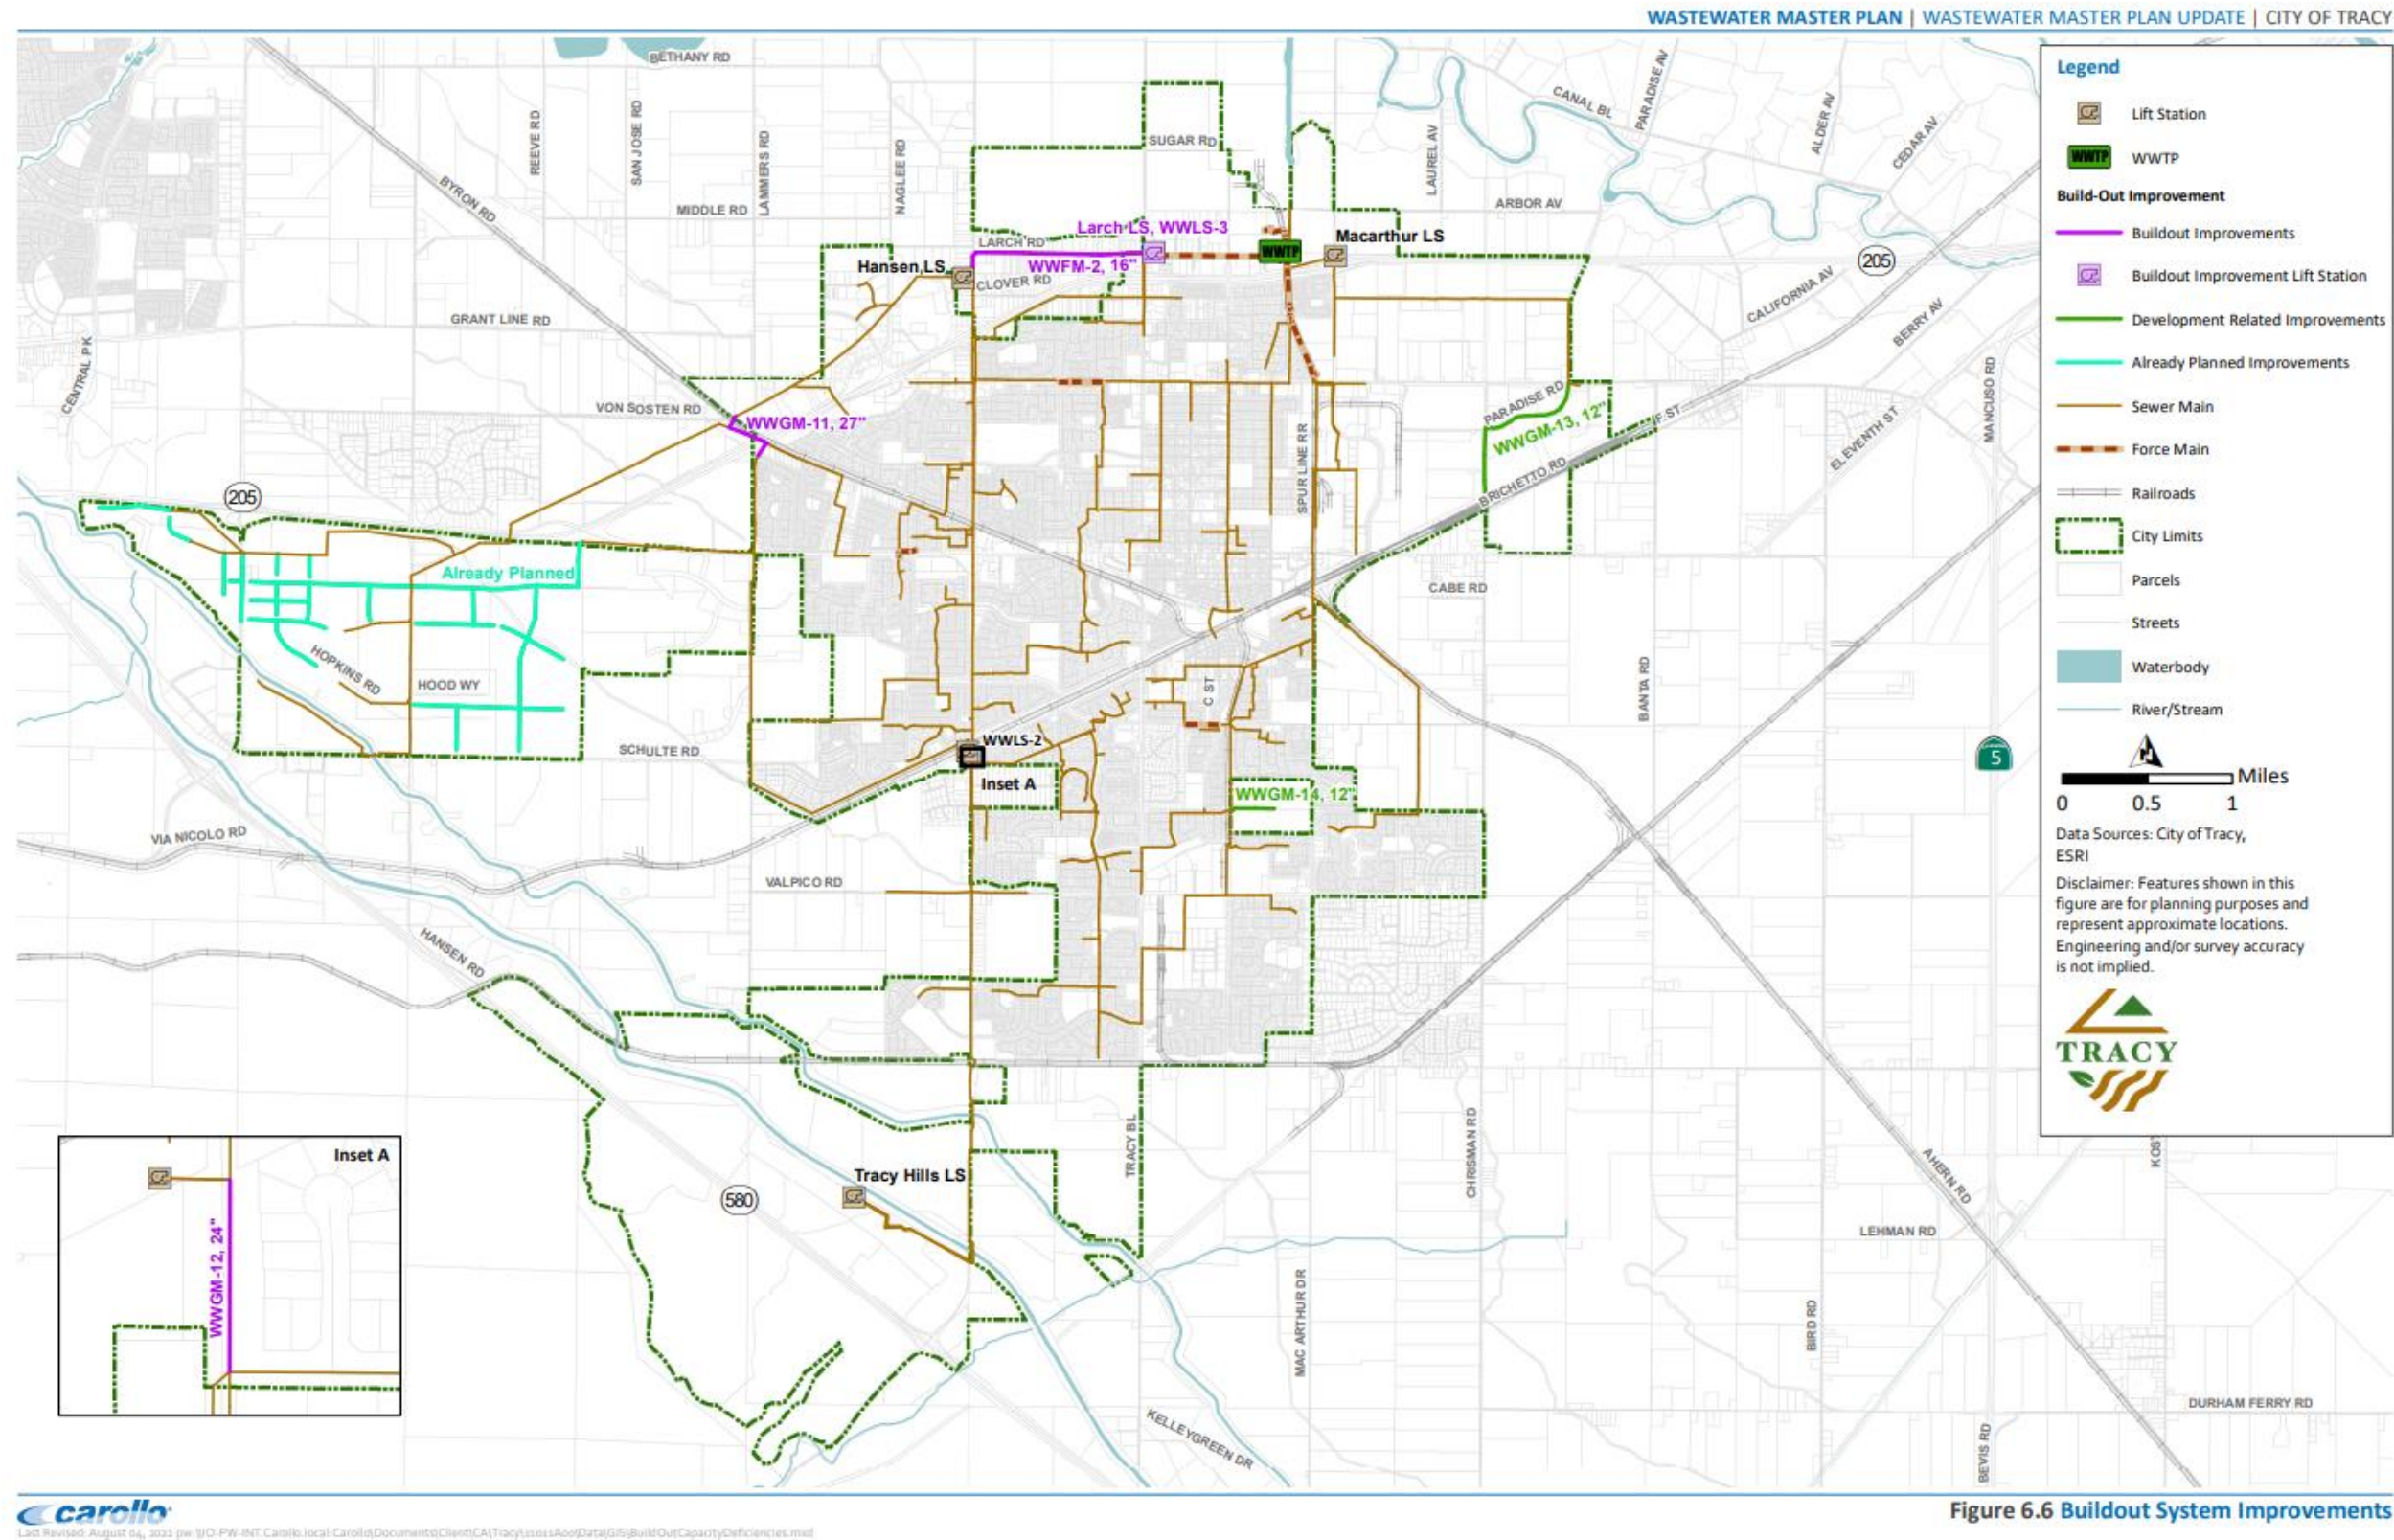 WASTEWATER MASTER PLAN | WASTEWATER MASTER PLAN UPDATE | CITY OF TRACY
BETHANY RD
REEVE RD
SAN JOSE RD
LAMMERS RD
NAGLEE RD
SUGAR RD
LAUREL AV
CANAL BL
PARADISE AV
ALDER AV
CEDAR AV
BYRON RD
MIDDLE RD
ARBOR AV
Larch LS, WWLS-3
Macarthur LS
LARCH RD
WWTP
Hansen LS
WWFM-2, 16"
CLOVER RD
205
CALIFORNIA AV
GRANT LINE RD
BERRY AV
CENTRAL PK
VON SOSTEN RD
WWGM-11, 27"
PARADISE RD
WWGM-13, 12"
F ST
MANCUSO RD
ELEVENTH ST
SPUR LINE RR
BRICHETTO RD
205
Already Planned
CABE RD
HOPKINS RD
HOOD WY
C ST
BANTA RD
SCHULTE RD
WWLS-2
Inset A
WWGM-14, 12"
5
VIA NICOLO RD
VALPICO RD
HANSEN RD
TRACY BL
CHRISMAN RD
Tracy Hills LS
580
AHERN RD
KOS
LEHMAN RD
MAC ARTHUR DR
BIRD RD
KELLEYGREEN DR
DURHAM FERRY RD
BEVIS RD
Inset A
WWGM-12, 24"
Legend
Lift Station
WWTP
WWTP
Build-Out Improvement
Buildout Improvements
Buildout Improvement Lift Station
Development Related Improvements
Already Planned Improvements
Sewer Main
Force Main
Railroads
City Limits
Parcels
Streets
Waterbody
River/Stream
Miles
0 0.5 1
Data Sources: City of Tracy,
ESRI
Disclaimer: Features shown in this
figure are for planning purposes and
represent approximate locations.
Engineering and/or survey accuracy
is not implied.
TRACY
carollo
Last Revised: August 04, 2022
Figure 6.6 Buildout System Improvements